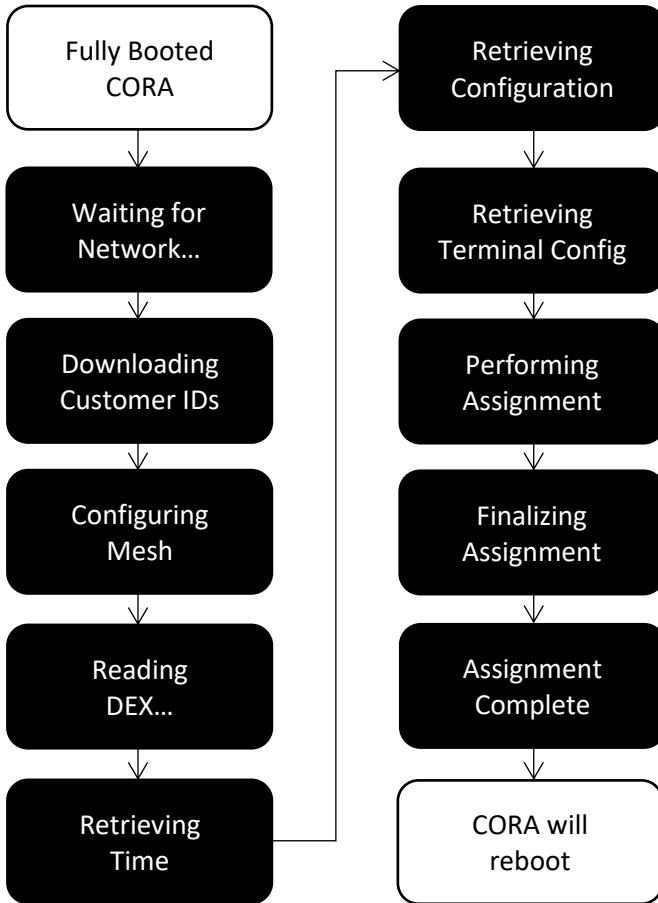 Fully Booted
CORA
Waiting for
Network…
Downloading
Customer IDs
Configuring
Mesh
Reading
DEX…
Retrieving
Time
Retrieving
Configuration
Retrieving
Terminal Config
Performing
Assignment
Finalizing
Assignment
Assignment
Complete
CORA will
reboot